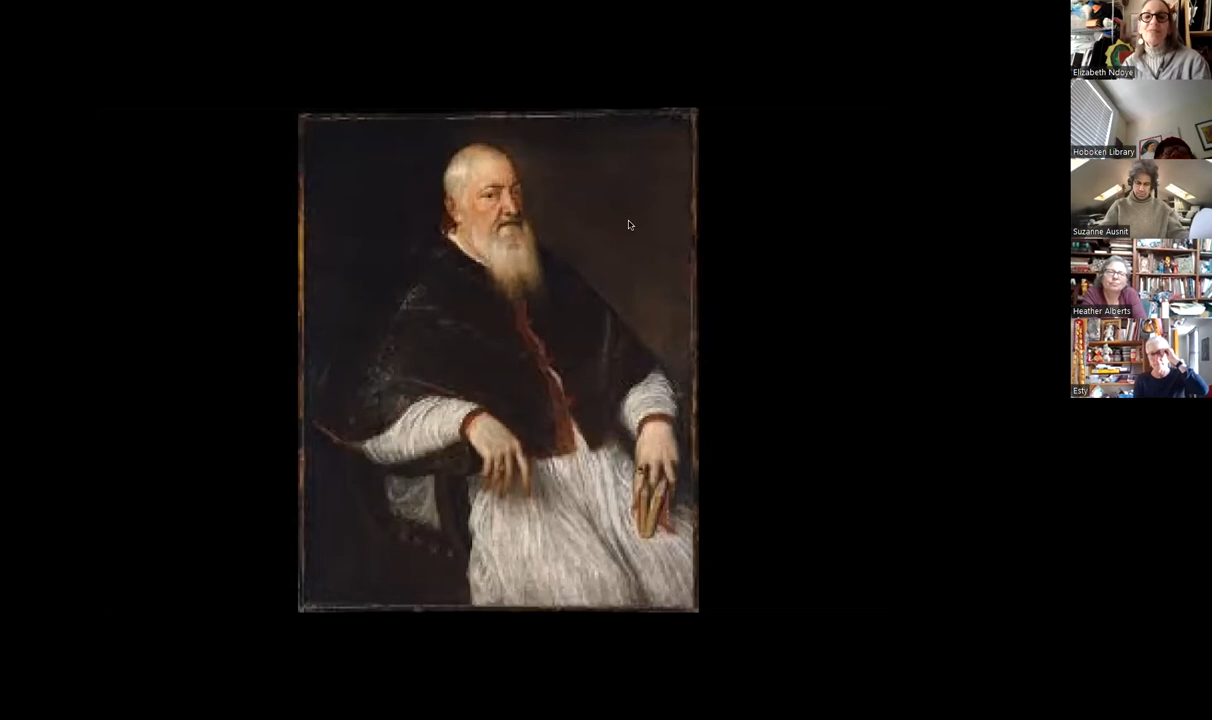 Elizabeth Ndoye
Hoboken Library
Suzanne Ausnit
Heather Alberts
Esty